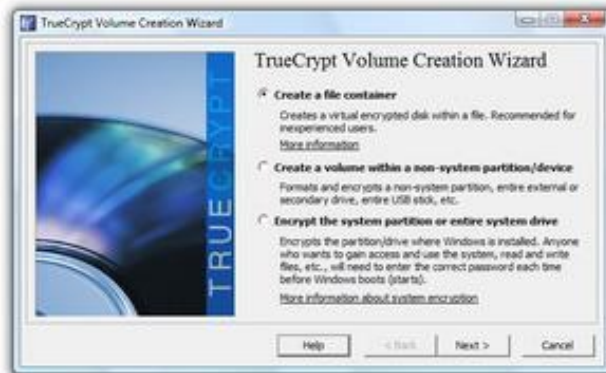 TrueCrypt Volume Creation Wizard
TrueCrypt Volume Creation Wizard
Create a file container
Creates a virtual encrypted disk within a file. Recommended for
inexperienced users.
More information
Create a volume within a non-system partition/device
Formats and encrypts a non-system partition, entire external or
secondary drive, entire USB stick, etc.
Encrypt the system partition or entire system drive
Encrypts the partition/drive where Windows is installed. Anyone
who wants to gain access and use the system, read and write
files, etc., will need to enter the correct password each time
before Windows boots (starts).
More information about system encryption
TRUECRYPT
Help
< Back
Next >
Cancel